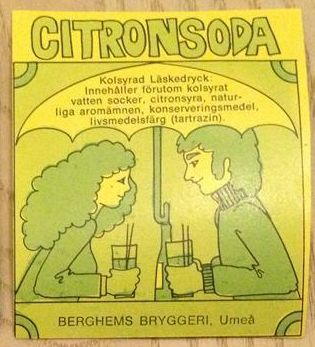 CITRONSODA
Kolsyrad Läskedryck:
Innehåller förutom kolsyrat
vatten socker, citronsyra, natur-
liga aromämnen, konserveringsmedel,
livsmedelsfärg (tartrazin).
BERGHEMS BRYGGERI, Umeå